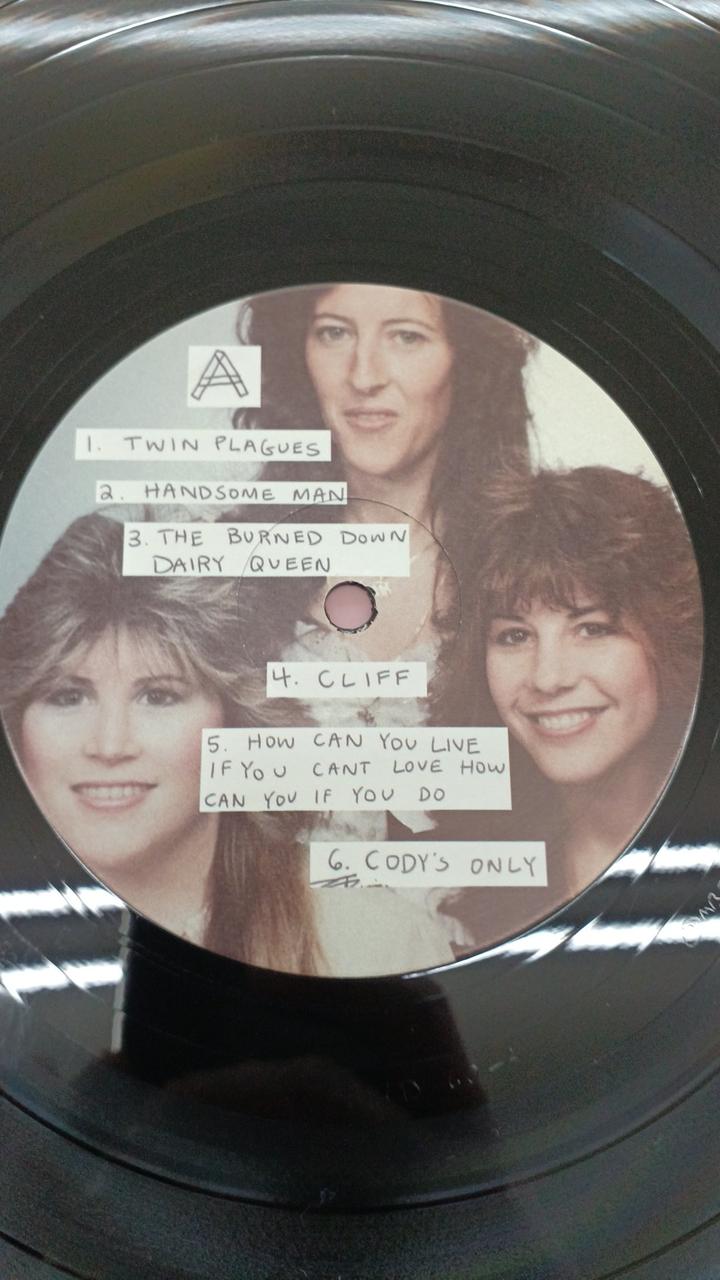 A
1. TWIN PLAGUES
2. HANDSOME MAN
3. THE BURNED DOWN
DAIRY QUEEN
4. CLIFF
5. HOW CAN YOU LIVE
IF YOU CANT LOVE HOW
CAN YOU IF YOU DO
6. CODY'S ONLY